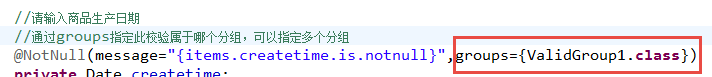 //请输入商品生产日期
//通过groups指定此校验属于哪个分组，可以指定多个分组
@NotNull(message="{items.createtime.is.notnull}",groups={ValidGroup1.class})
private Date createtime;